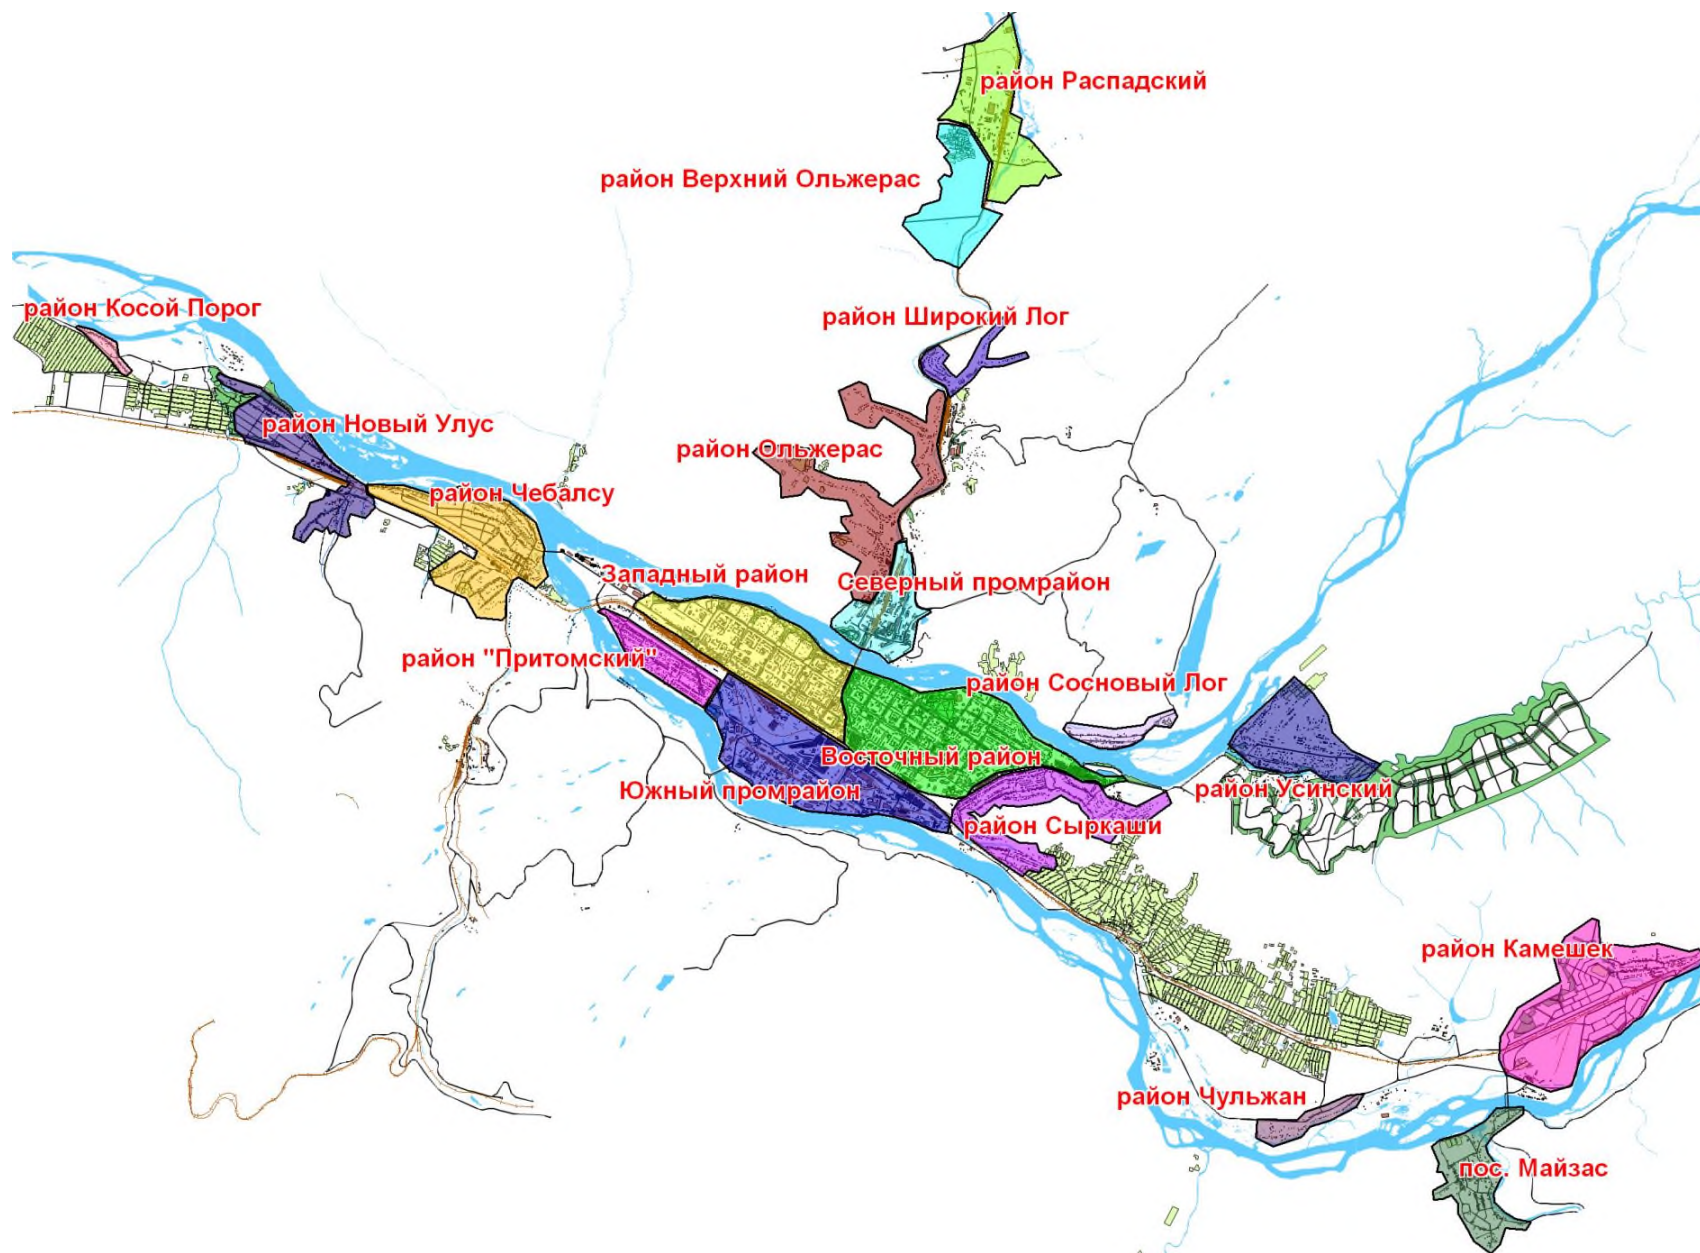 район Распадский
район Верхний Ольжерас
район Косой Порог
район Широкий Лог
район Новый Улус
район Ольжерас
район Чебалсу
Западный район
Северный промрайон
район "Притомский"
район Сосновый Лог
Восточный район
Южный промрайон
район Усинский
район Сыркаши
район Камешек
район Чульжан
пос. Майзас